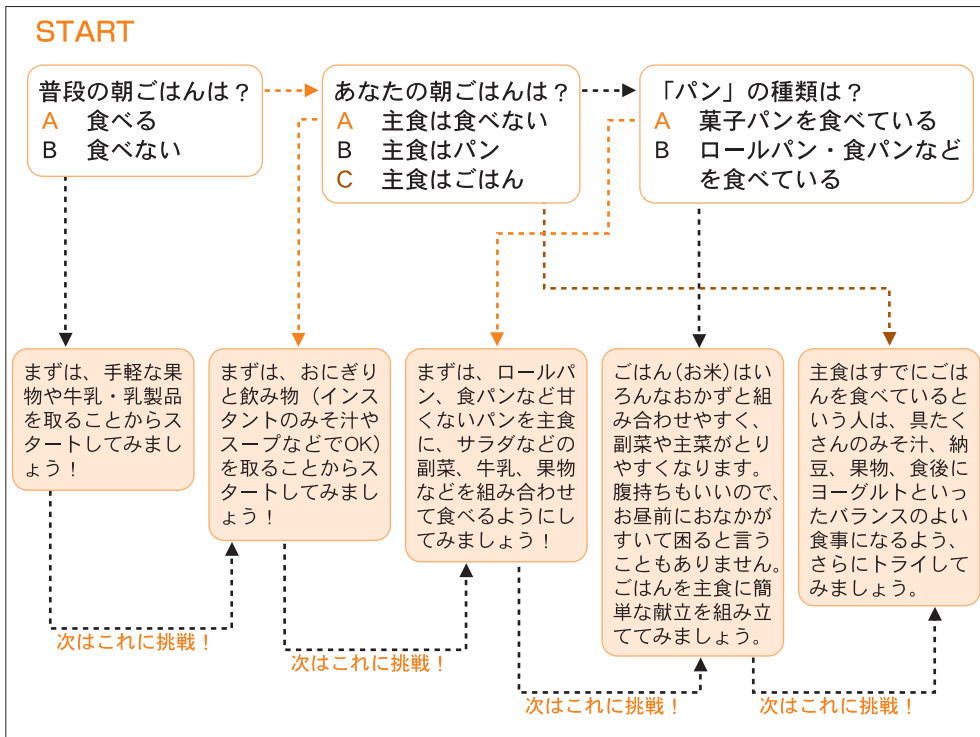 START
普段の朝ごはんは？
A 食べる
B 食べない
あなたの朝ごはんは？
A 主食は食べない
B 主食はパン
C 主食はごはん
「パン」の種類は？
A 菓子パンを食べている
B ロールパン・食パンなど
を食べている
まずは、手軽な果
物や牛乳・乳製品
を取ることからス
タートしてみまし
ょう！
まずは、おにぎり
と飲み物（インス
タントのみそ汁や
スープなどでOK）
を取ることからス
タートしてみまし
ょう！
まずは、ロールパ
ン、食パンなど甘
くないパンを主食
に、サラダなどの
副菜、牛乳、果物
などを組み合わせ
て食べるようにし
てみましょう！
ごはん（お米）はい
ろんなおかずと組
み合わせやすく、
副菜や主菜がとり
やすくなります。
腹持ちもいいので、
お昼前におなかが
すいて困ると言う
こともありません。
ごはんを主食に簡
単な献立を組み立
ててみましょう。
主食はすでにごは
んを食べていると
いう人は、具たく
さんのみそ汁、納
豆、果物、食後に
ヨーグルトといっ
たバランスのよい
食事になるよう、
さらにトライして
みましょう。
次はこれに挑戦！
次はこれに挑戦！
次はこれに挑戦！
次はこれに挑戦！